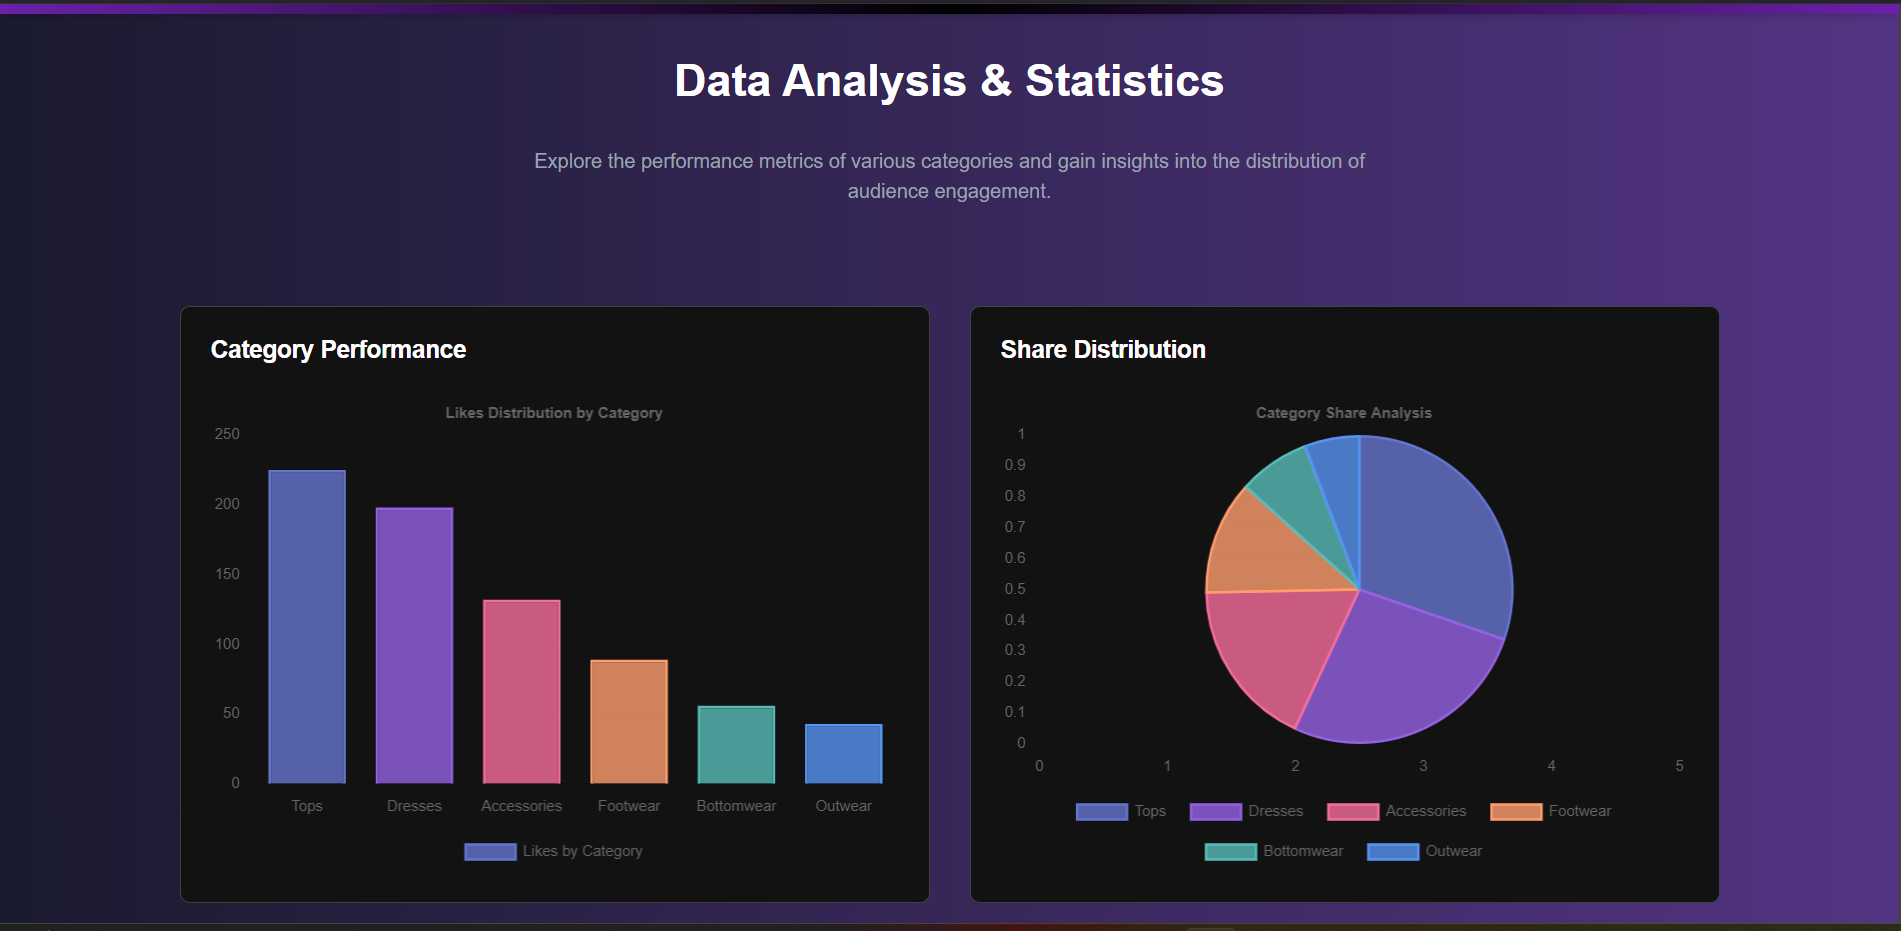 Data Analysis & Statistics
Explore the performance metrics of various categories and gain insights into the distribution of
audience engagement.
Category Performance
Likes Distribution by Category
250
200
150
100
50
0
Tops Dresses Accessories Footwear Bottomwear Outwear
Likes by Category
Share Distribution
Category Share Analysis
1
0.9
0.8
0.7
0.6
0.5
0.4
0.3
0.2
0.1
0
0 1 2 3 4 5
Tops Dresses Accessories Footwear
Bottomwear Outwear